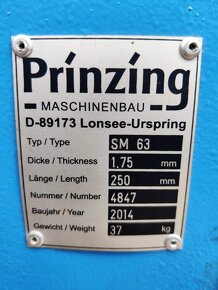 Prinzing
MASCHINENBAU
D-89173 Lonsee-Urspring
Typ / Type SM 63
Dicke / Thickness 1,75 mm
Länge / Length 250 mm
Nummer / Number 4847
Baujahr / Year 2014
Gewicht / Weight 37 kg